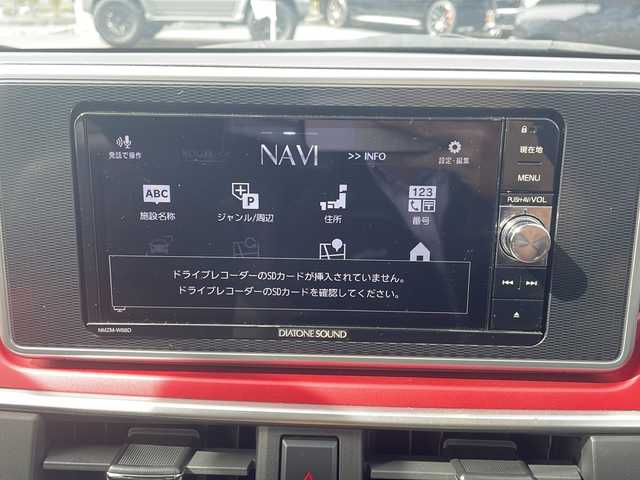 発話で操作
NAVI
>> INFO
設定・編集
現在地
MENU
PUSH-AV/VOL
ABC
施設名称
ジャンル/周辺
P
住所
123
番号
ドライブレコーダーのSDカードが挿入されていません。
ドライブレコーダーのSDカードを確認してください。
NMZM-W68D
DIATONE SOUND